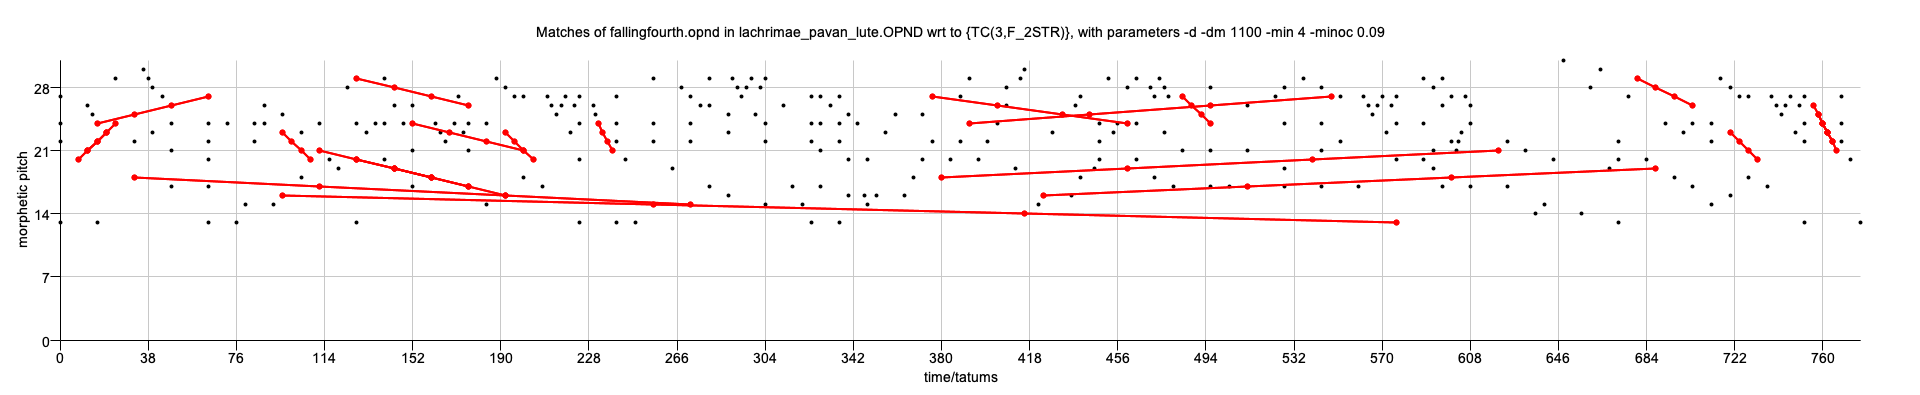 Matches of fallingfourth.opnd in lachrimae_pavan_lute.OPND wrt to {TC(3,F_2STR)}, with parameters -d -dm 1100 -min 4 -minoc 0.09
28
21
14
7
0
morphetic pitch
0 38 76 114 152 190 228 266 304 342 380 418 456 494 532 570 608 646 684 722 760
time/tatums